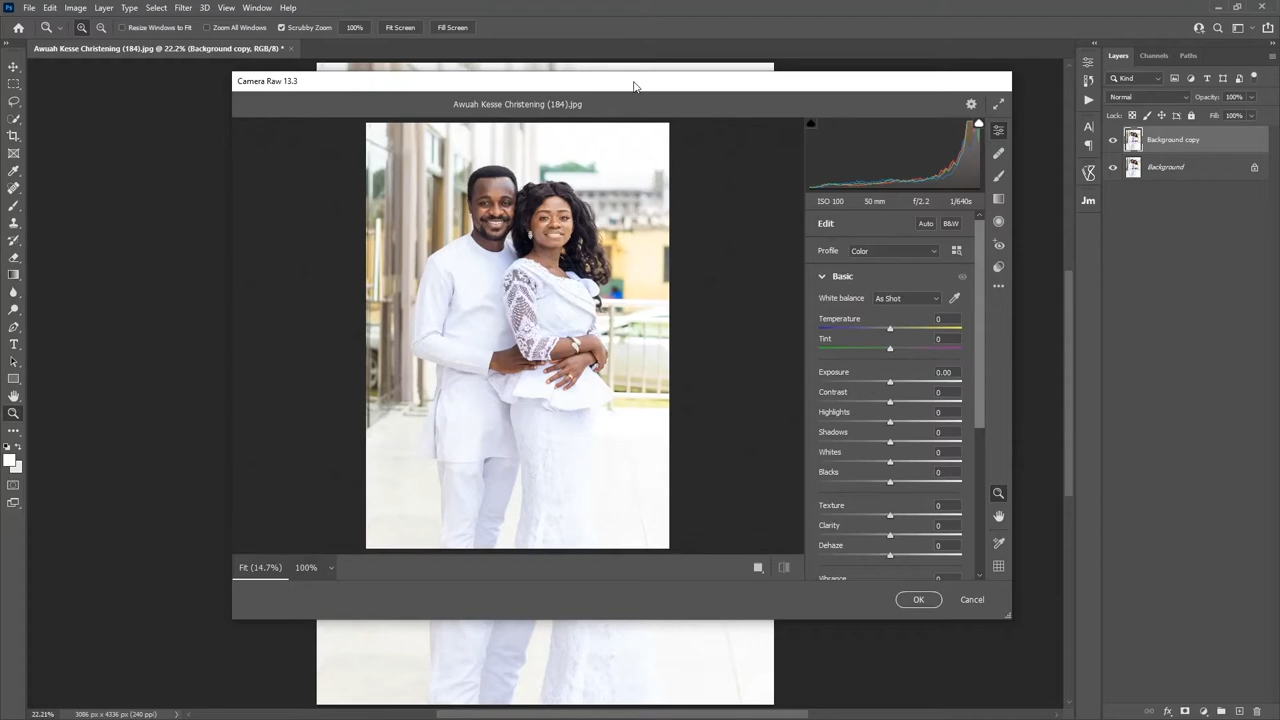 Ps File Edit Image Layer Type Select Filter 3D View Window Help
Resize Windows to Fit Zoom All Windows Scrubby Zoom 100% Fit Screen Fill Screen
Awuah Kesse Christening (184).jpg @ 22.2% (Background copy, RGB/8) *
Layers Channels Paths
Kind
Normal Opacity: 100%
Lock: Fill: 100%
Background copy
Background
Jm
Camera Raw 13.3
Awuah Kesse Christening (184).jpg
ISO 100 50 mm f/2.2 1/640s
Edit Auto B&W
Profile Color
Basic
White balance As Shot
Temperature 0
Tint 0
Exposure 0.00
Contrast 0
Highlights 0
Shadows 0
Whites 0
Blacks 0
Texture 0
Clarity 0
Dehaze 0
Vibrance 0
Fit (14.7%) 100%
OK Cancel
22.21% 3086 px x 4336 px (240 ppi)